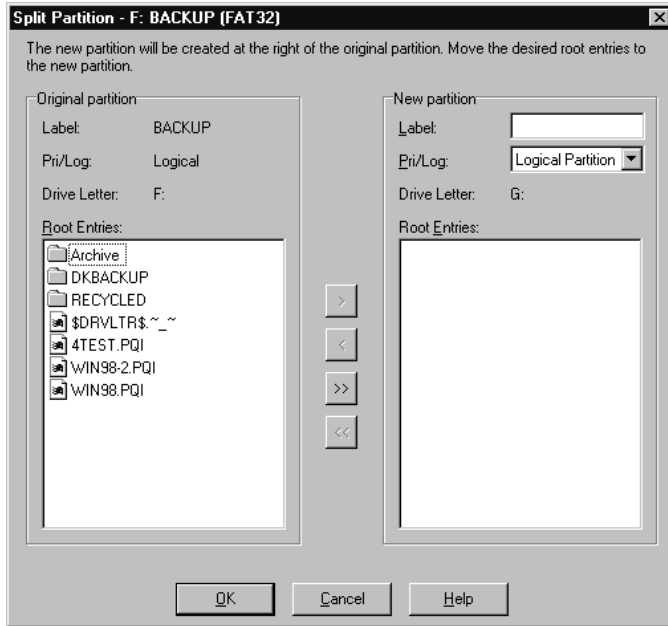 Split Partition - F: BACKUP (FAT32)
The new partition will be created at the right of the original partition. Move the desired root entries to
the new partition.
Original partition
Label: BACKUP
Pri/Log: Logical
Drive Letter: F:
Root Entries:
Archive
DKBACKUP
RECYCLED
$DRVLTR$.~_~
4TEST.PQI
WIN98-2.PQI
WIN98.PQI
>
<
>>
<<
New partition
Label:
Pri/Log: Logical Partition
Drive Letter: G:
Root Entries:
OK Cancel Help